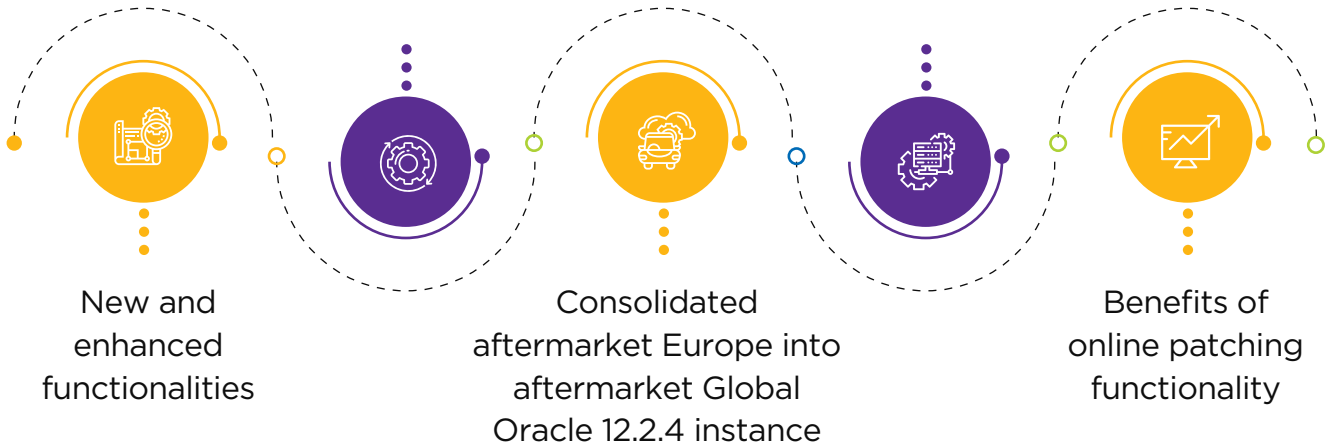 New and
enhanced
functionalities
Consolidated
aftermarket Europe into
aftermarket Global
Oracle 12.2.4 instance
Benefits of
online patching
functionality